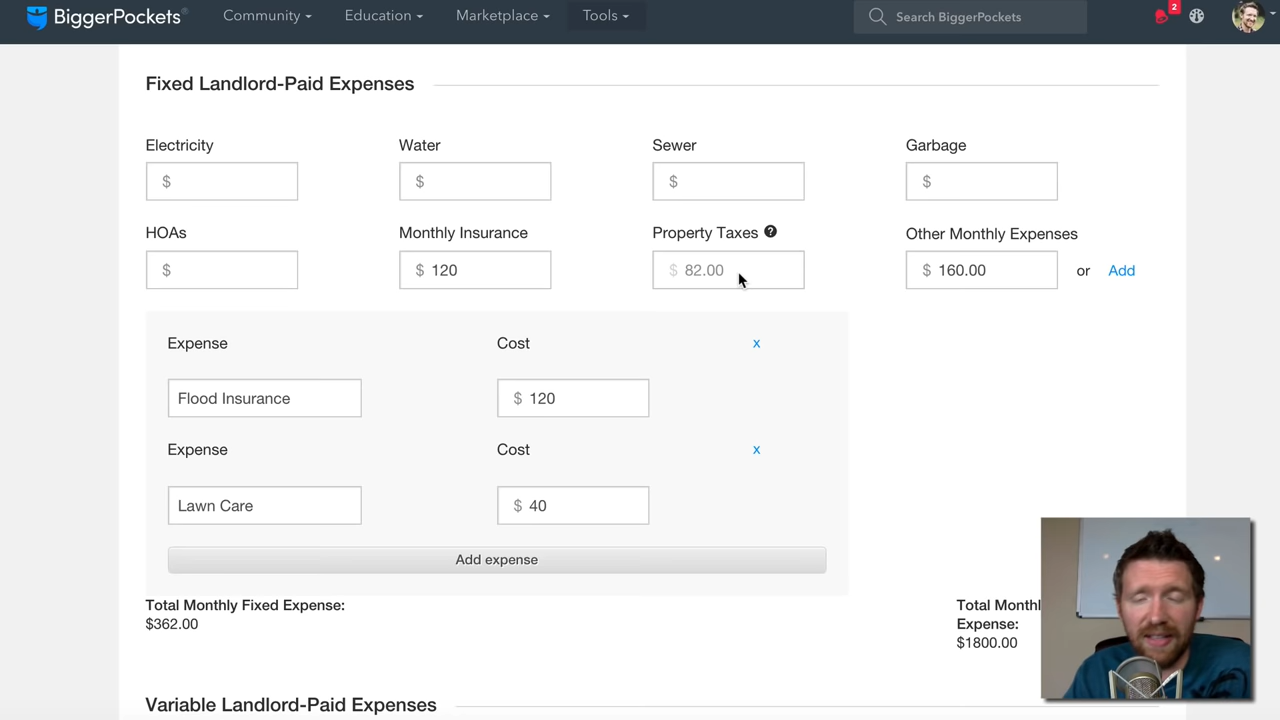 BiggerPockets®
Community
Education
Marketplace
Tools
Search BiggerPockets
2
Fixed Landlord-Paid Expenses
Electricity
Water
Sewer
Garbage
$
$
$
$
HOAs
Monthly Insurance
Property Taxes ?
Other Monthly Expenses
$
$ 120
$ 82.00
$ 160.00 or Add
Expense
Cost
x
Flood Insurance
$ 120
Expense
Cost
x
Lawn Care
$ 40
Add expense
Total Monthly Fixed Expense:
$362.00
Total Monthl
Expense:
$1800.00
Variable Landlord-Paid Expenses